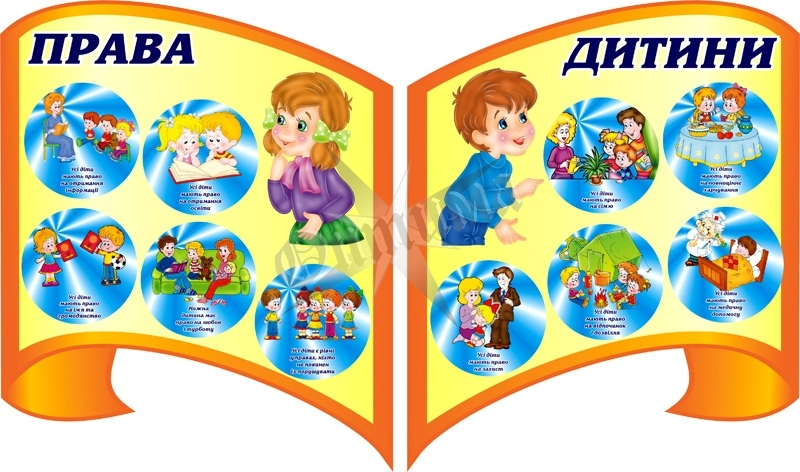 ПРАВА
Усі діти
мають право
на отримання
інформації
Усі діти
мають право
на отримання
освіти
Усі діти
мають право
на ім'я та
громодянство
Кожна
дитина має
право на любов
і турботу
Усі діти є рівні
у правах, ніхто
не повинен
їх порушувати
ДИТИНИ
Усі діти
мають право
на сім'ю
Усі діти
мають право
на повноцінне
харчування
Усі діти
мають право
на захист
Усі діти
мають право
на відпочинок
і дозвілля
Усі діти
мають право
на медичну
допомогу
Оптима